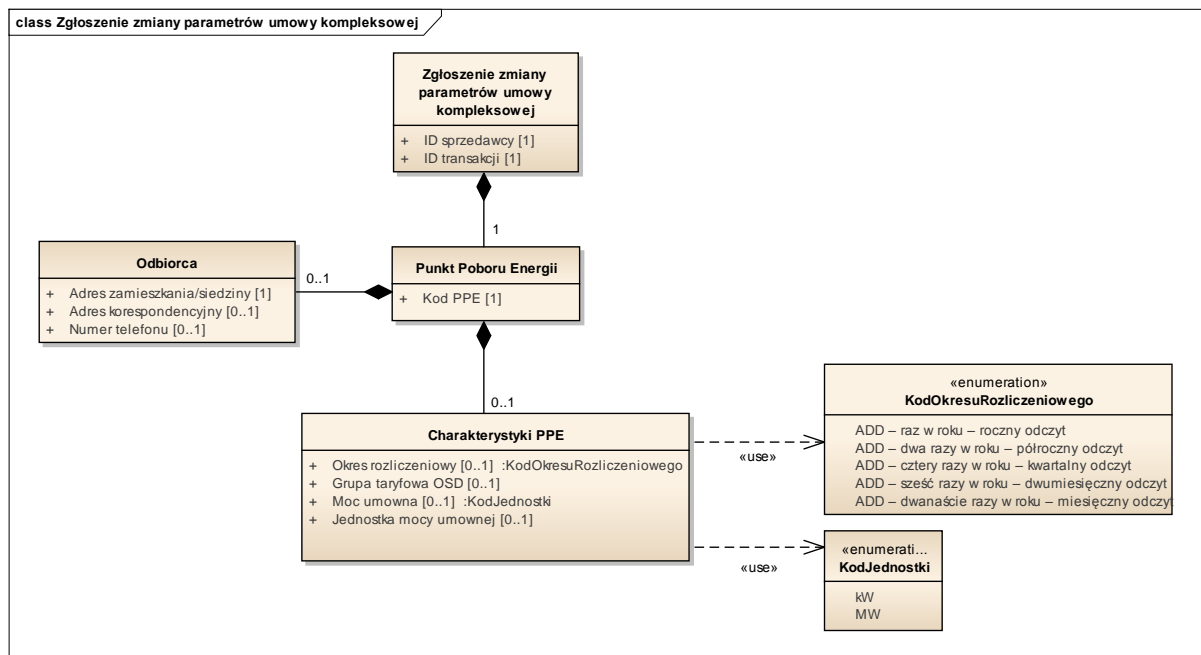 class Zgłoszenie zmiany parametrów umowy kompleksowej
Zgłoszenie zmiany
parametrów umowy
kompleksowej
+ ID sprzedawcy [1]
+ ID transakcji [1]
1
Odbiorca
+ Adres zamieszkania/siedziny [1]
+ Adres korespondencyjny [0..1]
+ Numer telefonu [0..1]
0..1
Punkt Poboru Energii
+ Kod PPE [1]
0..1
Charakterystyki PPE
+ Okres rozliczeniowy [0..1] :KodOkresuRozliczeniowego
+ Grupa taryfowa OSD [0..1]
+ Moc umowna [0..1] :KodJednostki
+ Jednostka mocy umownej [0..1]
«use»
«use»
«enumeration»
KodOkresuRozliczeniowego
ADD – raz w roku – roczny odczyt
ADD – dwa razy w roku – półroczny odczyt
ADD – cztery razy w roku – kwartalny odczyt
ADD – sześć razy w roku – dwumiesięczny odczyt
ADD – dwanaście razy w roku – miesięczny odczyt
«enumerati...
KodJednostki
kW
MW